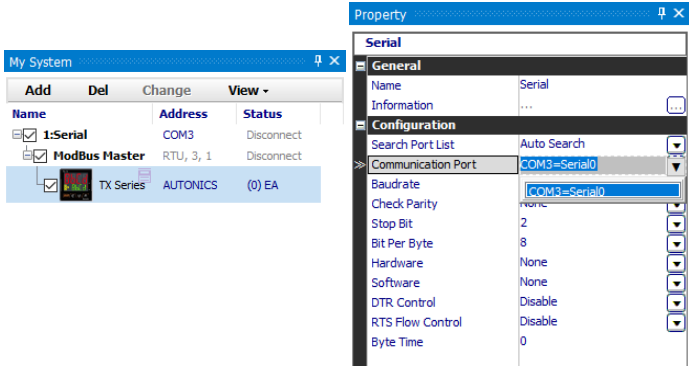 My System
Add Del Change View
Name Address Status
1:Serial COM3 Disconnect
ModBus Master RTU, 3, 1 Disconnect
TX Series AUTONICS (0) EA
Property
Serial
General
Name Serial
Information ... ...
Configuration
Search Port List Auto Search
Communication Port COM3=Serial0
Baudrate COM3=Serial0
Check Parity None
Stop Bit 2
Bit Per Byte 8
Hardware None
Software None
DTR Control Disable
RTS Flow Control Disable
Byte Time 0